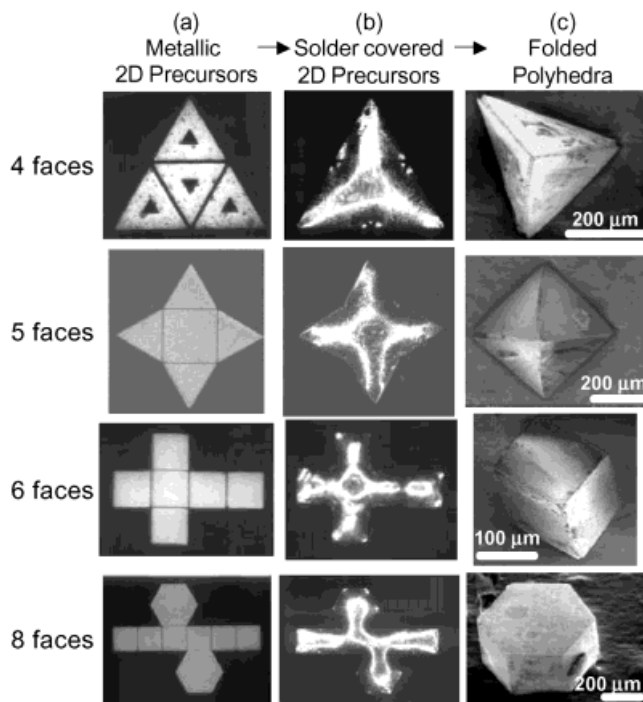 (a) (b) (c)
Metallic → Solder covered → Folded
2D Precursors 2D Precursors Polyhedra
4 faces
200 μm
5 faces
200 μm
6 faces
100 μm
8 faces
200 μm